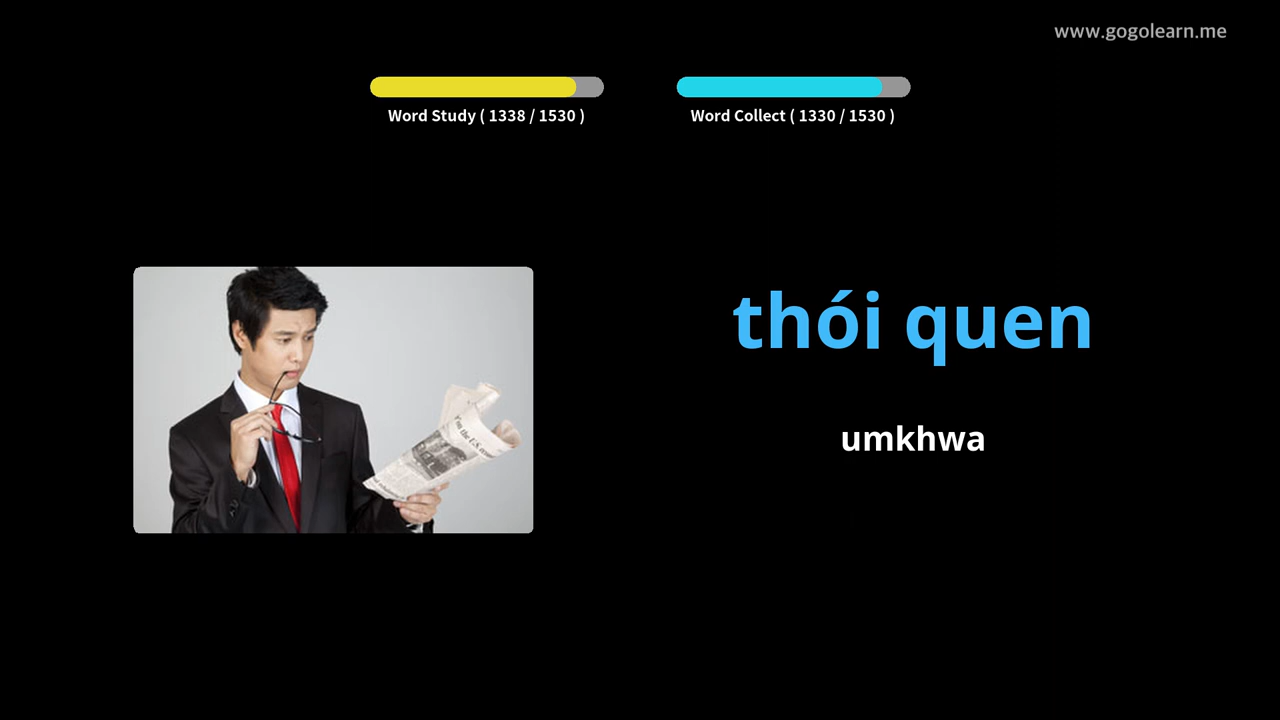 www.gogolearn.me
Word Study ( 1338 / 1530 )
Word Collect ( 1330 / 1530 )
thói quen
umkhwa